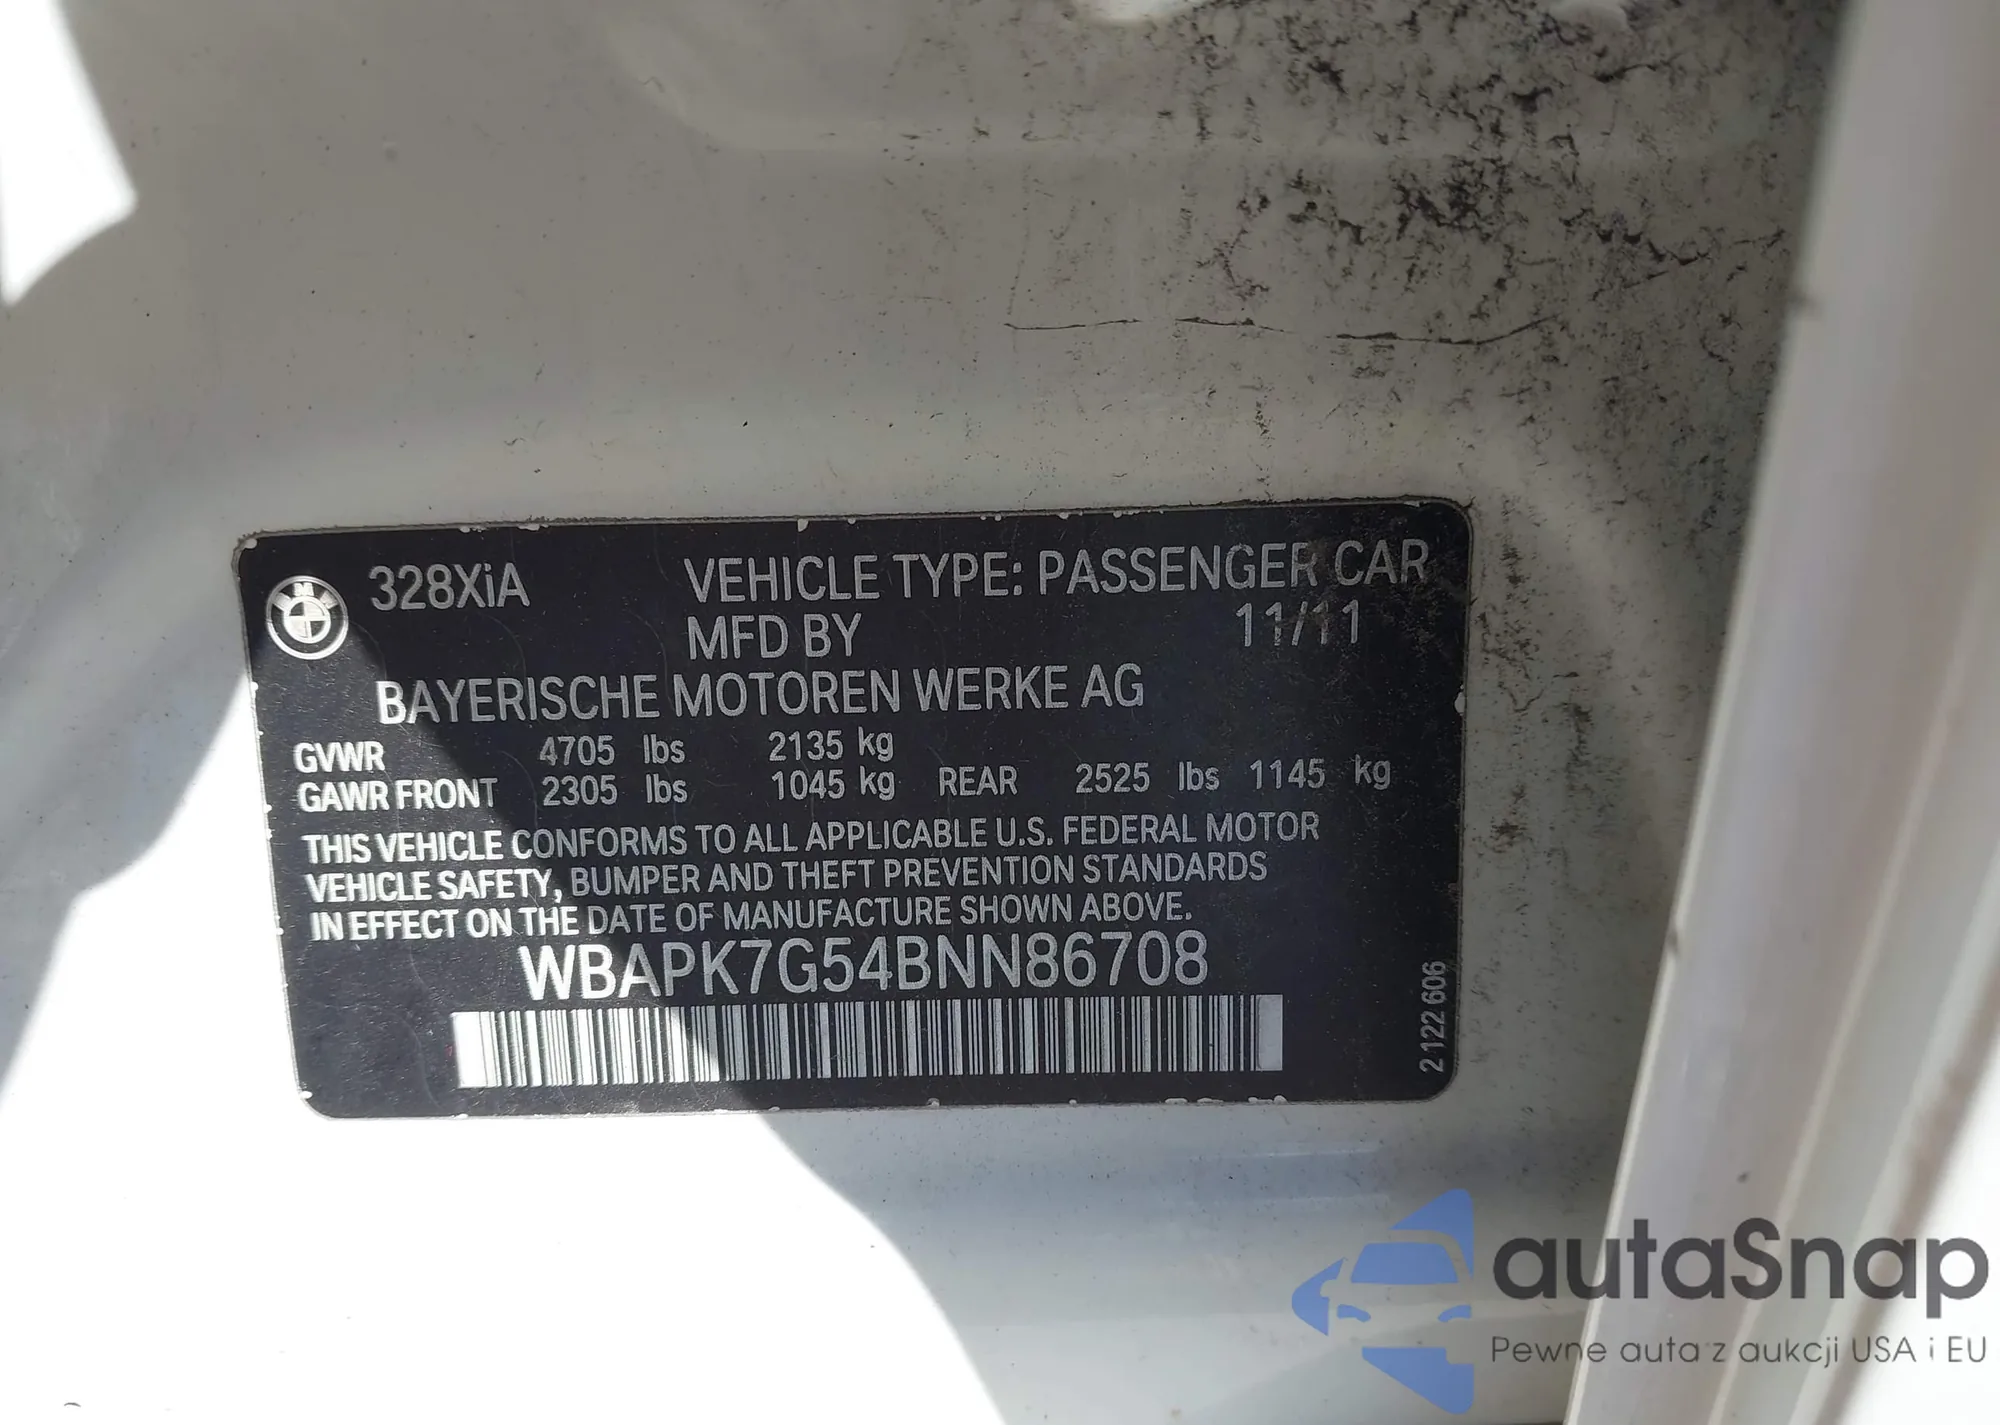 328XiA VEHICLE TYPE: PASSENGER CAR
MFD BY 11/11
BAYERISCHE MOTOREN WERKE AG
GVWR 4705 lbs 2135 kg
GAWR FRONT 2305 lbs 1045 kg REAR 2525 lbs 1145 kg
THIS VEHICLE CONFORMS TO ALL APPLICABLE U.S. FEDERAL MOTOR
VEHICLE SAFETY, BUMPER AND THEFT PREVENTION STANDARDS
IN EFFECT ON THE DATE OF MANUFACTURE SHOWN ABOVE.
WBAPK7G54BNN86708
2 122 606
BMW
autaSnap
Pewne auta z aukcji USA i EU